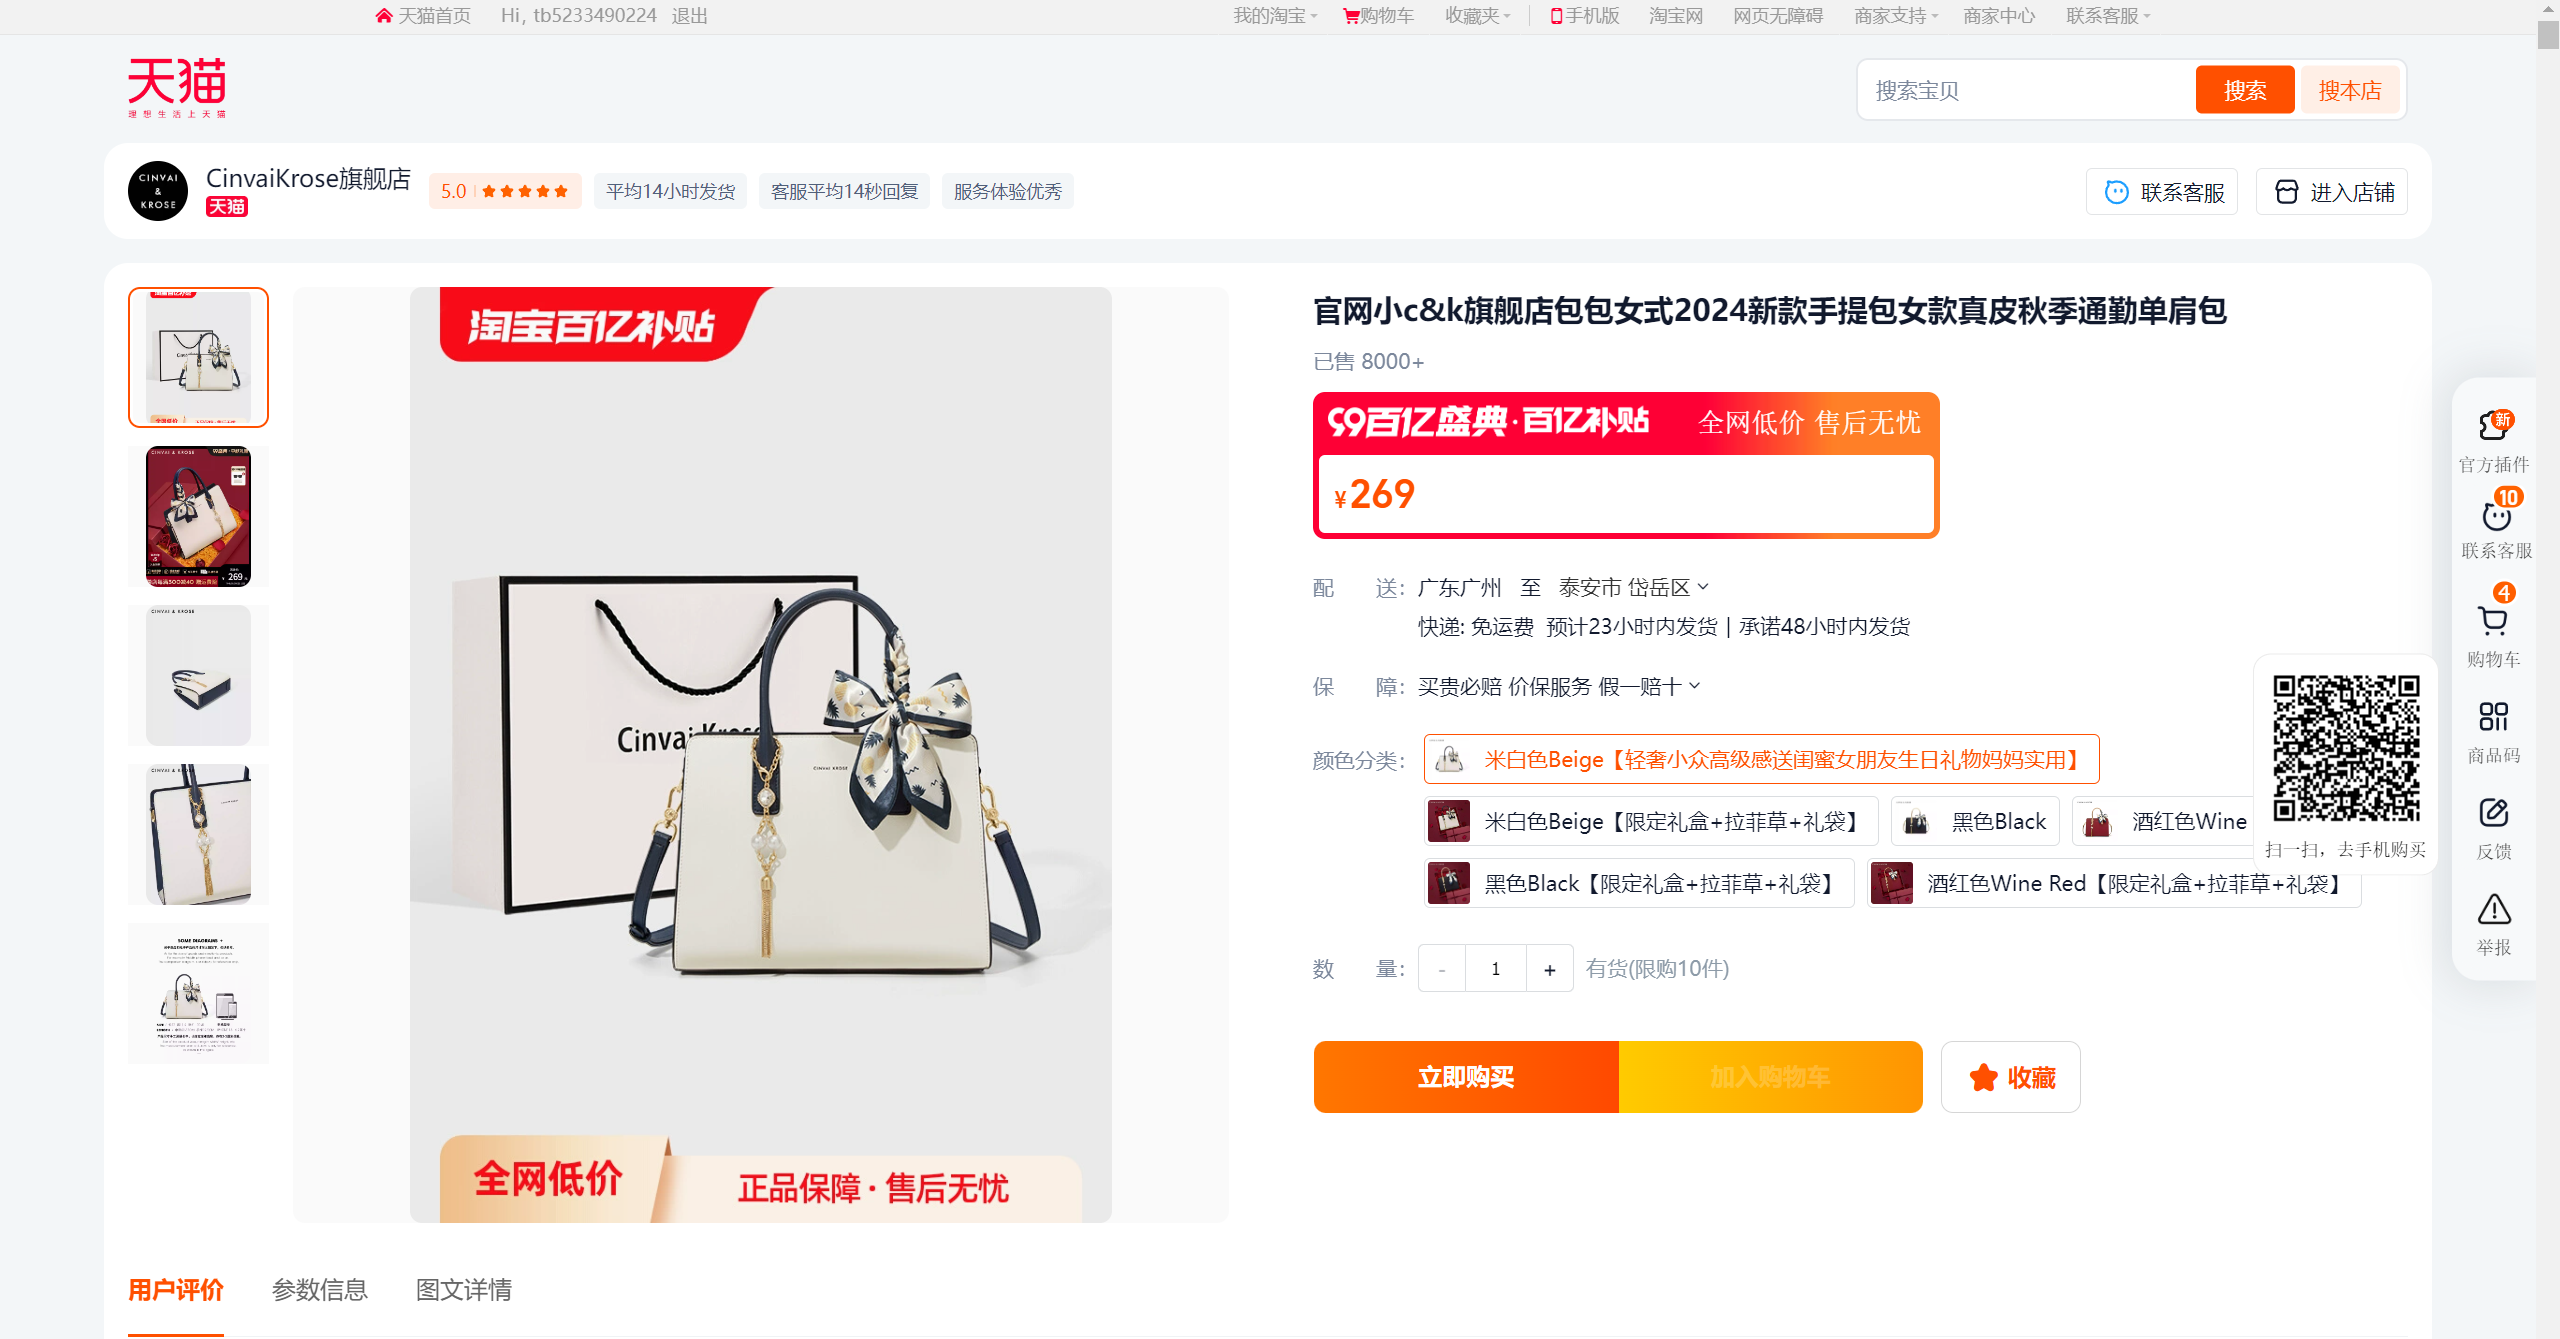 天猫首页 Hi, tb5233490224 退出 我的淘宝 购物车 收藏夹 手机版 淘宝网 网页无障碍 商家支持 商家中心 联系客服
天猫
理想生活上天猫
搜索宝贝 搜索 搜本店
CINVAI & KROSE
CinvaiKrose旗舰店
天猫
5.0 平均14小时发货 客服平均14秒回复 服务体验优秀
联系客服 进入店铺
淘宝百亿补贴
Cinvai Krose
CINVAI KROSE
全网低价
正品保障·售后无忧
官网小c&k旗舰店包包女式2024新款手提包女款真皮秋季通勤单肩包
已售 8000+
99百亿盛典·百亿补贴 全网低价 售后无忧
¥269
配送: 广东广州 至 泰安市 岱岳区
快递: 免运费 预计23小时内发货 | 承诺48小时内发货
保障: 买贵必赔 价保服务 假一赔十
颜色分类: 米白色Beige【轻奢小众高级感送闺蜜女朋友生日礼物妈妈实用】
米白色Beige【限定礼盒+拉菲草+礼袋】 黑色Black 酒红色Wine
黑色Black【限定礼盒+拉菲草+礼袋】 酒红色Wine Red【限定礼盒+拉菲草+礼袋】
数量: - 1 + 有货(限购10件)
立即购买 加入购物车 收藏
新
官方插件
10
联系客服
4
购物车
商品码
反馈
举报
扫一扫，去手机购买
CINVAI & KROSE
269
CINVAI & KROSE
CINVAI & KROSE
SOME DIAGRAMS +
用户评价 参数信息 图文详情